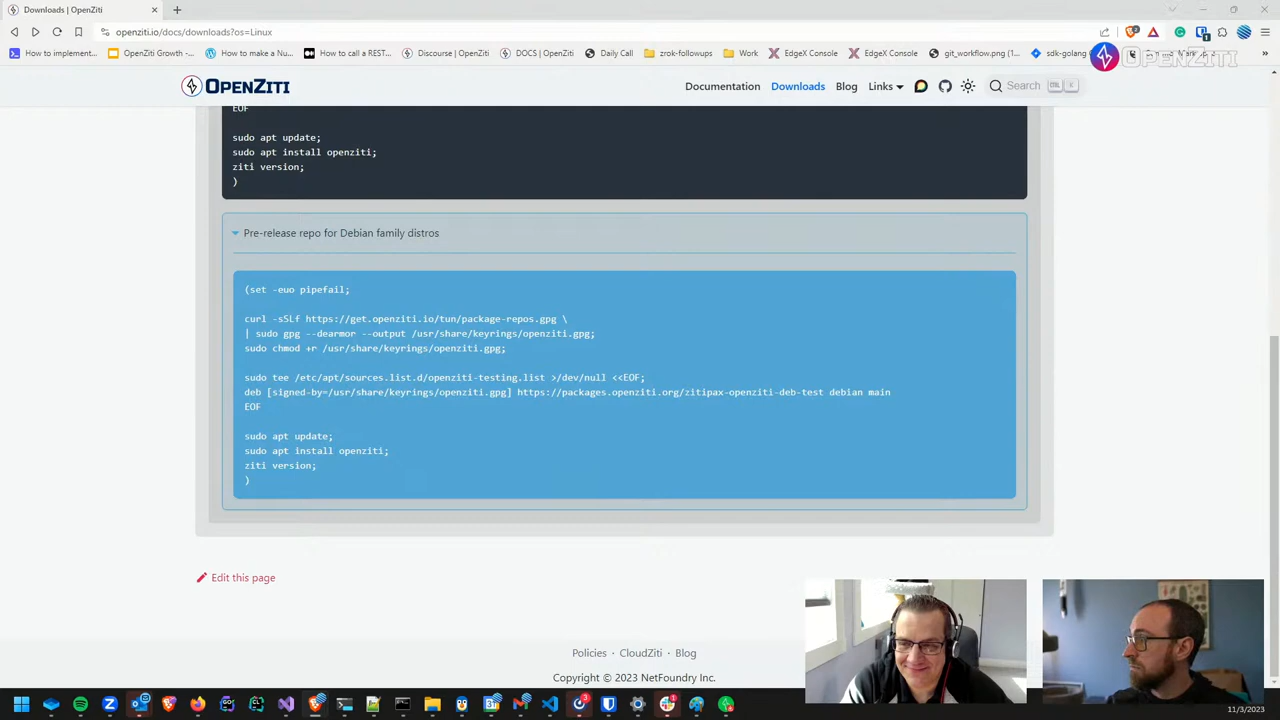 Downloads | OpenZiti
openziti.io/docs/downloads?os=Linux
How to implement... OpenZiti Growth -... How to make a Nu... How to call a REST... Discourse | OpenZiti DOCS | OpenZiti Daily Call zrok-followups Work EdgeX Console EdgeX Console git_workflow.png (1... sdk-golang
OPENZITI
OPENZITI
Documentation Downloads Blog Links Search K
EOF
sudo apt update;
sudo apt install openziti;
ziti version;
)
Pre-release repo for Debian family distros
(set -euo pipefail;
curl -sSLf https://get.openziti.io/tun/package-repos.gpg \
| sudo gpg --dearmor --output /usr/share/keyrings/openziti.gpg;
sudo chmod +r /usr/share/keyrings/openziti.gpg;
sudo tee /etc/apt/sources.list.d/openziti-testing.list >/dev/null <<EOF;
deb [signed-by=/usr/share/keyrings/openziti.gpg] https://packages.openziti.org/zitipax-openziti-deb-test debian main
EOF
sudo apt update;
sudo apt install openziti;
ziti version;
)
Edit this page
Policies · CloudZiti · Blog
Copyright © 2023 NetFoundry Inc.
11/3/2023